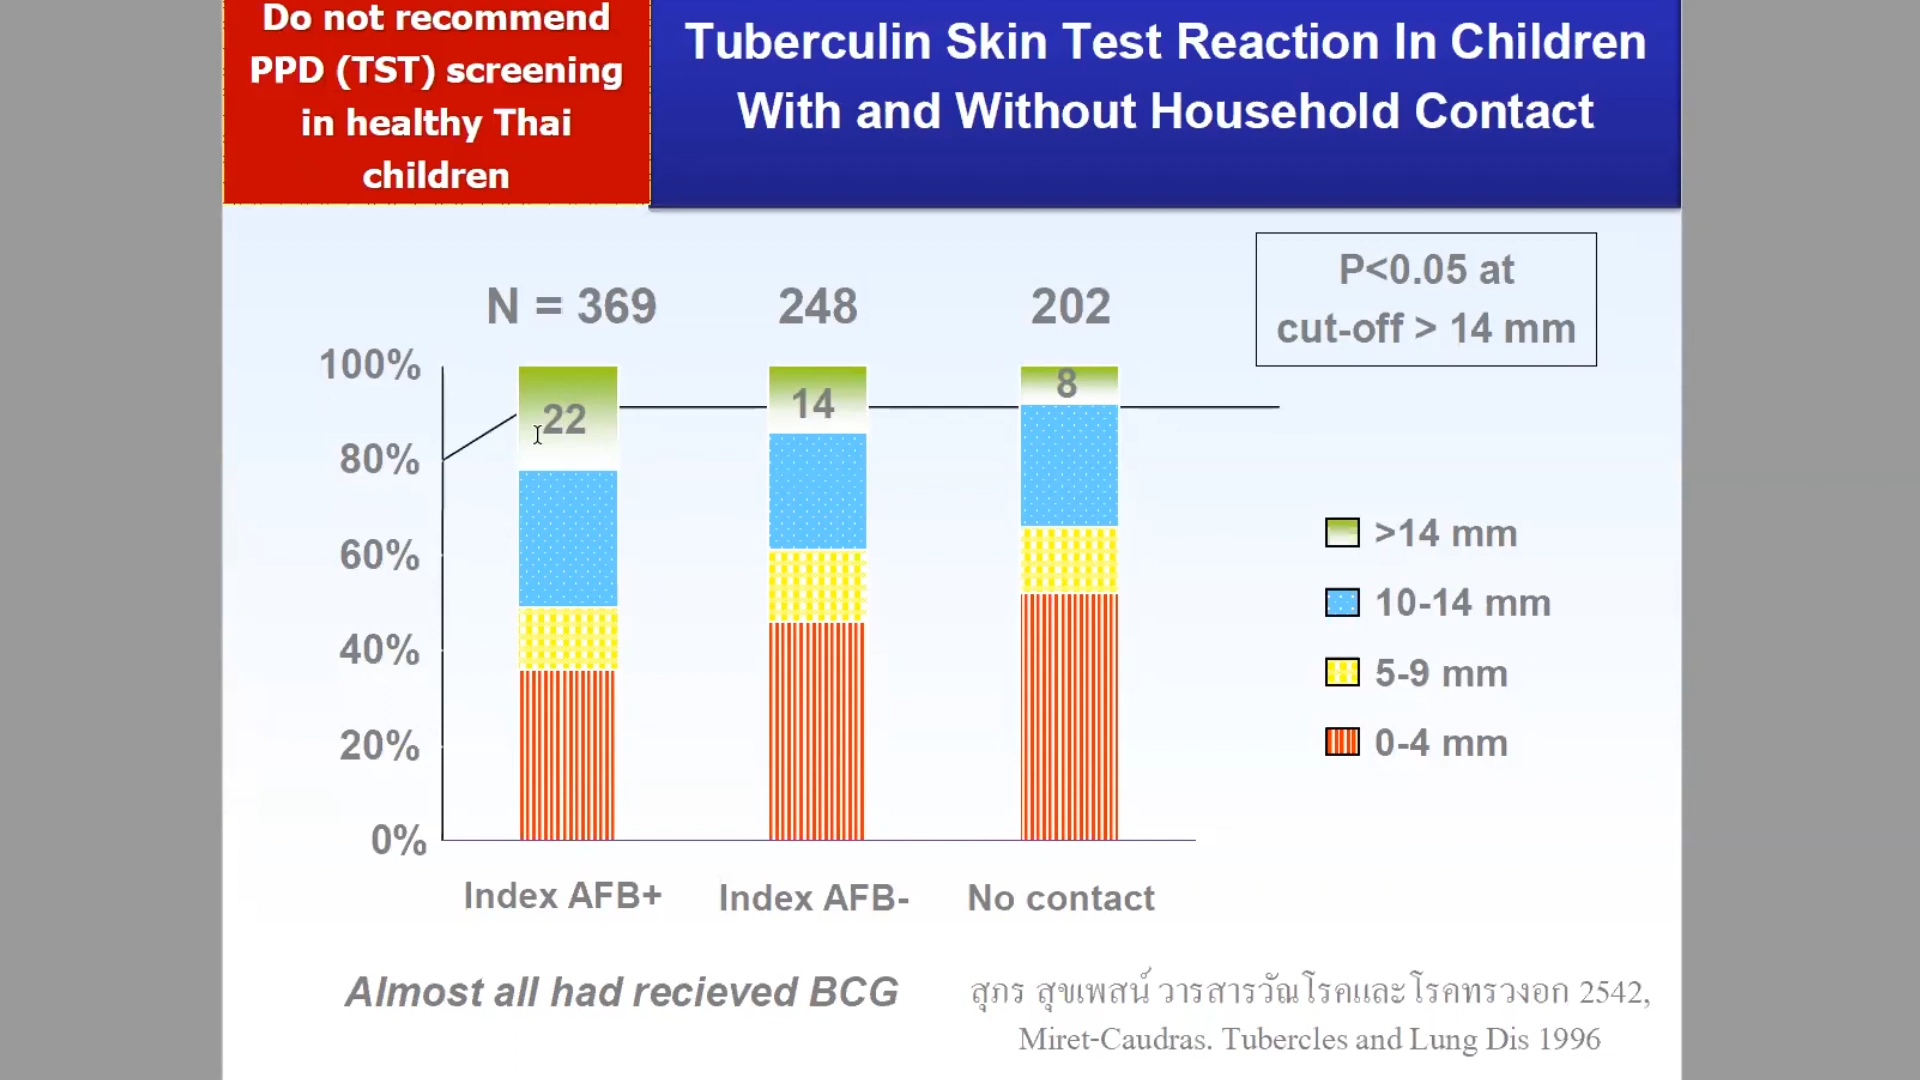 Do not recommend
PPD (TST) screening
in healthy Thai
children
Tuberculin Skin Test Reaction In Children
With and Without Household Contact
P<0.05 at
cut-off > 14 mm
N = 369
248
202
100%
80%
60%
40%
20%
0%
22
14
8
>14 mm
10-14 mm
5-9 mm
0-4 mm
Index AFB+
Index AFB-
No contact
Almost all had recieved BCG
สุภร สุขเพสน์ วารสารวัณโรคและโรคทรวงอก 2542,
Miret-Caudras. Tubercles and Lung Dis 1996